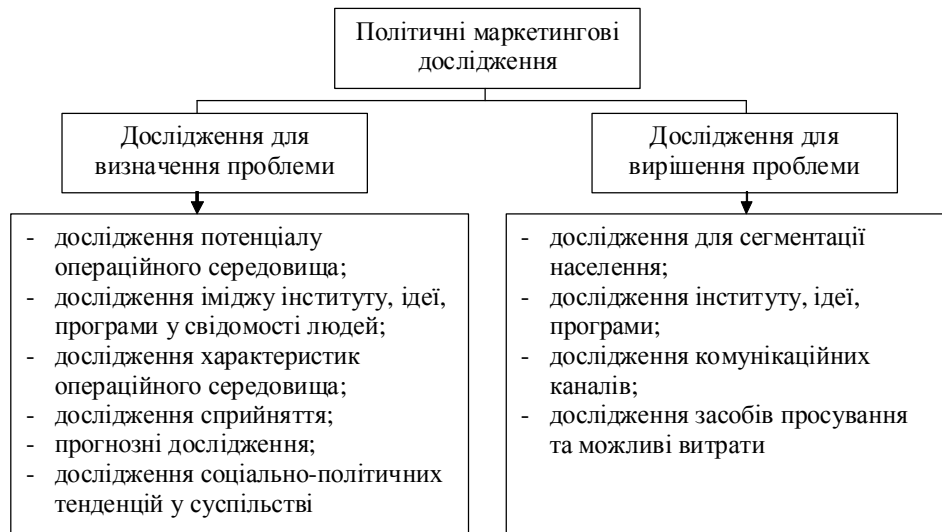 Політичні маркетингові
дослідження
Дослідження для
визначення проблеми
Дослідження для
вирішення проблеми
- дослідження потенціалу
операційного середовища;
- дослідження іміджу інституту, ідеї,
програми у свідомості людей;
- дослідження характеристик
операційного середовища;
- дослідження сприйняття;
- прогнозні дослідження;
- дослідження соціально-політичних
тенденцій у суспільстві
- дослідження для сегментації
населення;
- дослідження інституту, ідеї,
програми;
- дослідження комунікаційних
каналів;
- дослідження засобів просування
та можливі витрати